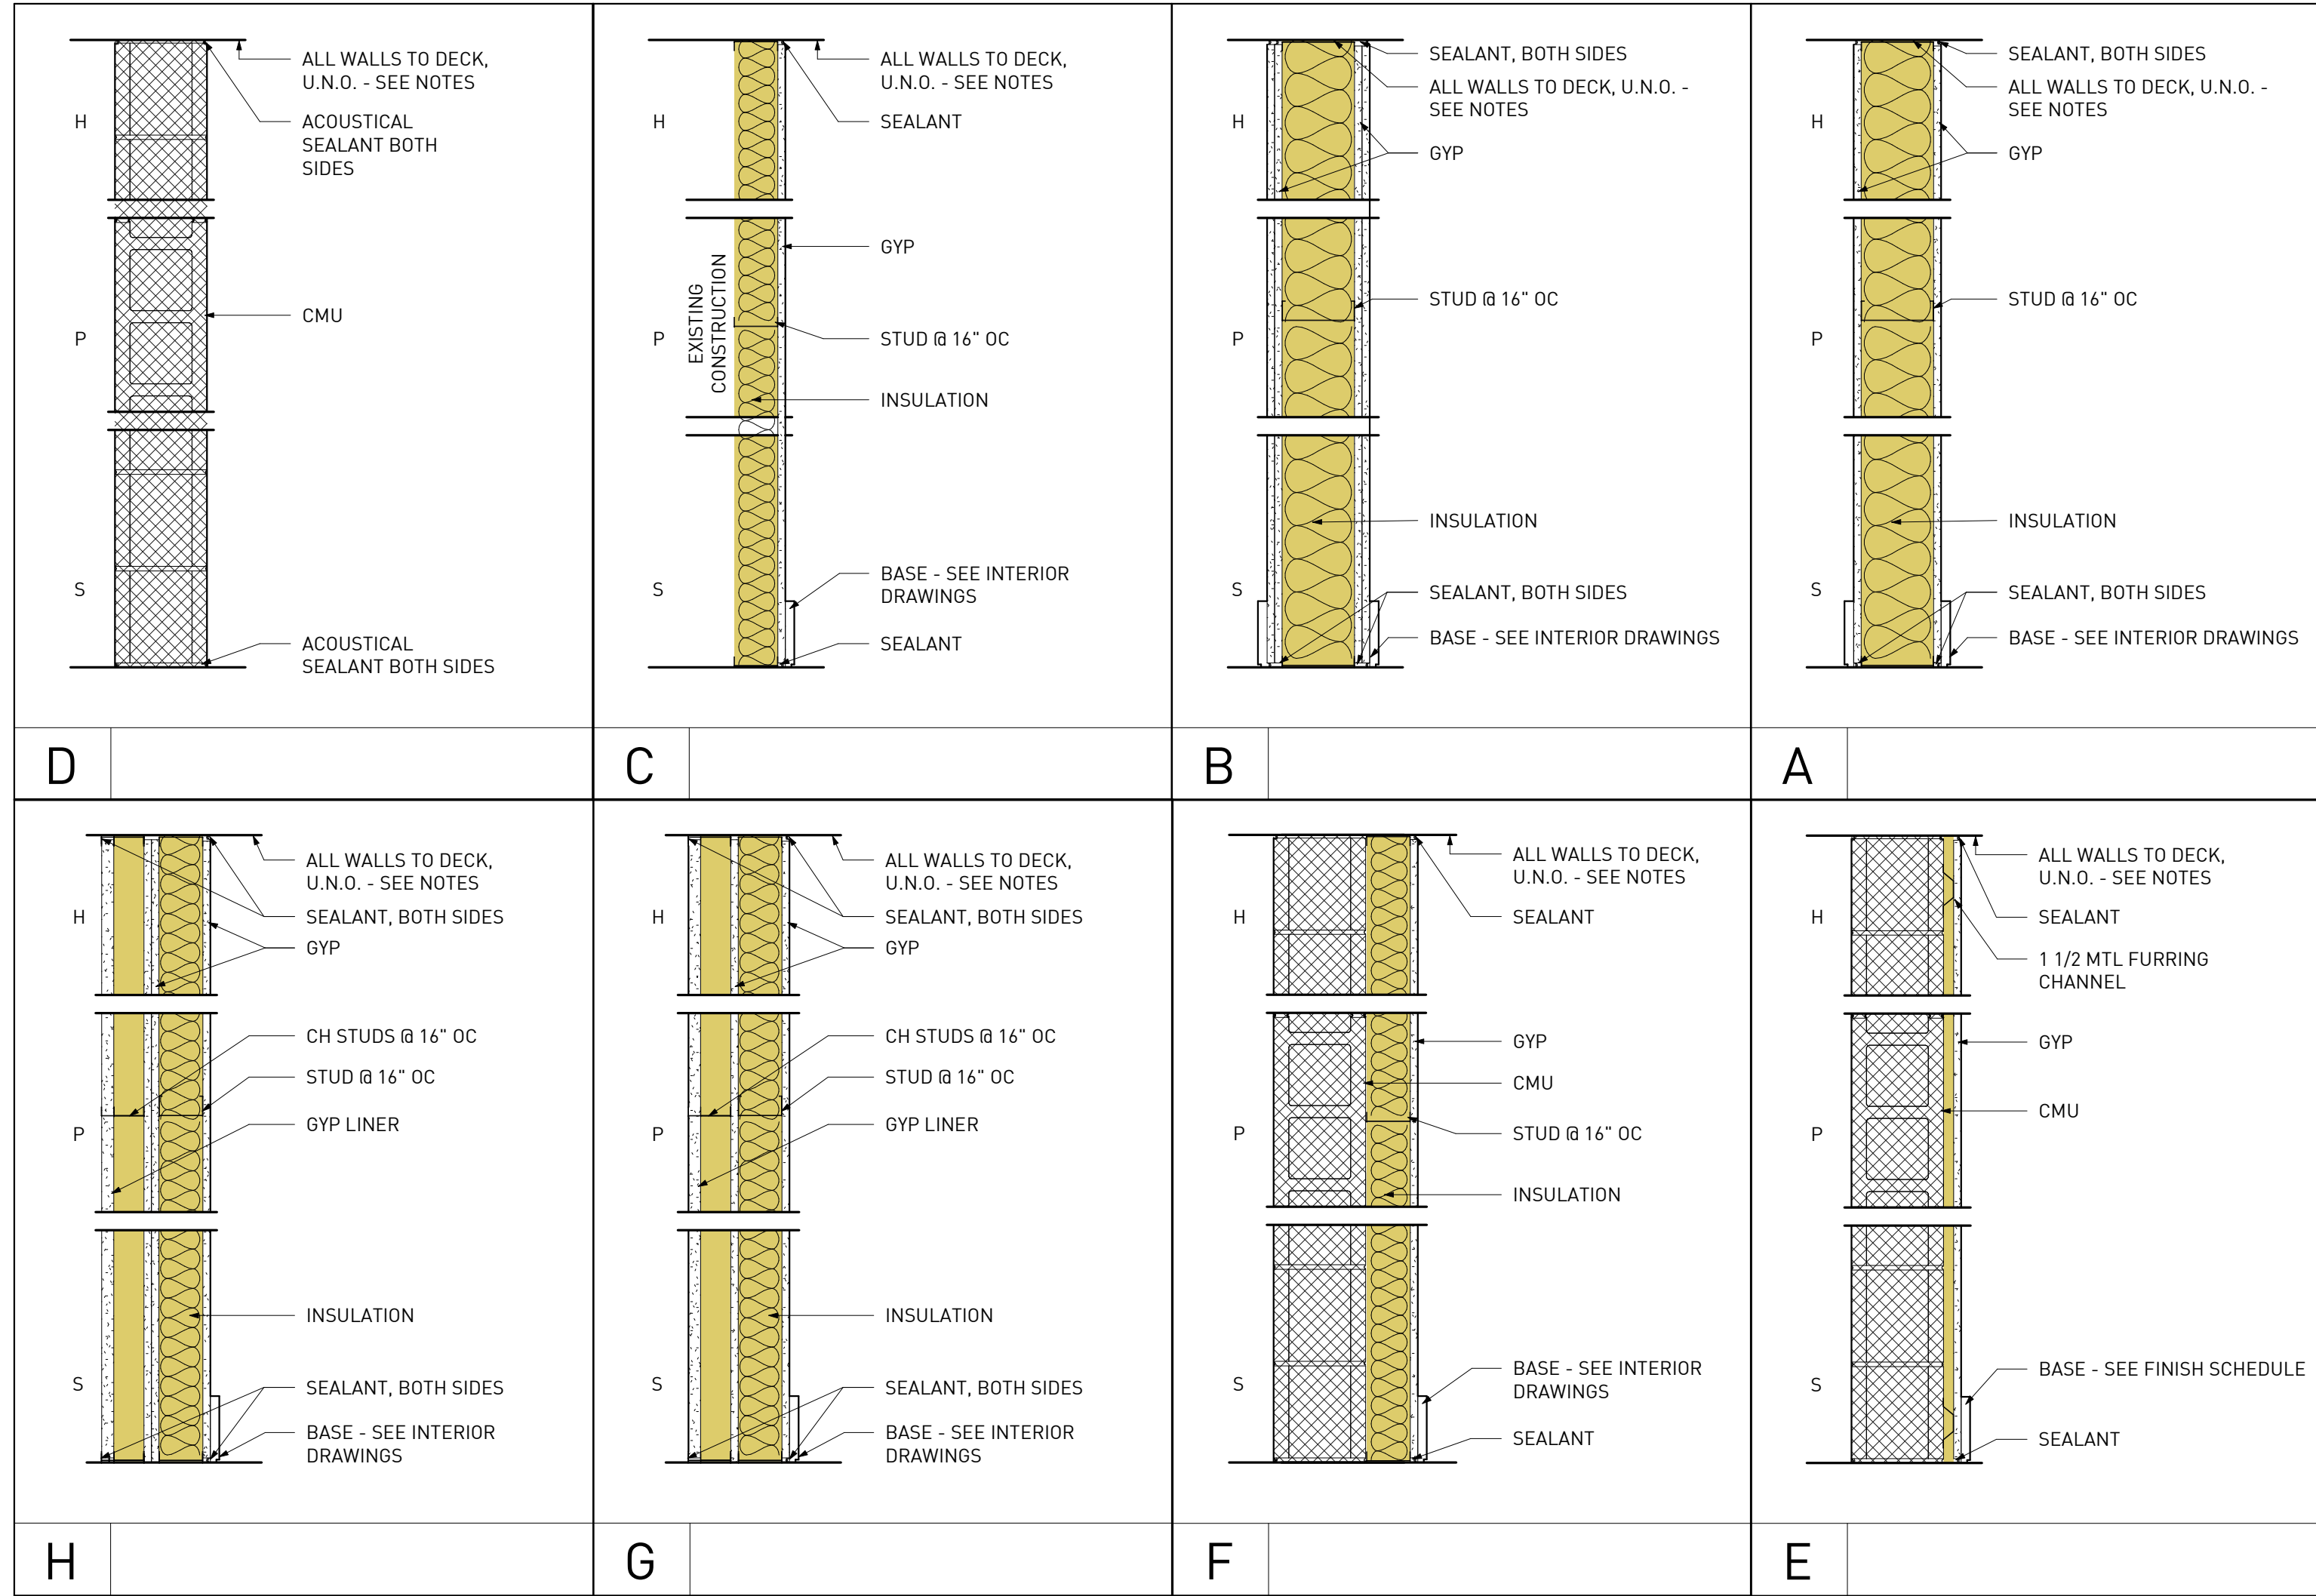 H
P
S
ALL WALLS TO DECK,
U.N.O. - SEE NOTES
ACOUSTICAL
SEALANT BOTH
SIDES
CMU
ACOUSTICAL
SEALANT BOTH SIDES
D
H
P
S
EXISTING
CONSTRUCTION
ALL WALLS TO DECK,
U.N.O. - SEE NOTES
SEALANT
GYP
STUD @ 16" OC
INSULATION
BASE - SEE INTERIOR
DRAWINGS
SEALANT
C
H
P
S
SEALANT, BOTH SIDES
ALL WALLS TO DECK, U.N.O. -
SEE NOTES
GYP
STUD @ 16" OC
INSULATION
SEALANT, BOTH SIDES
BASE - SEE INTERIOR DRAWINGS
B
H
P
S
SEALANT, BOTH SIDES
ALL WALLS TO DECK, U.N.O. -
SEE NOTES
GYP
STUD @ 16" OC
INSULATION
SEALANT, BOTH SIDES
BASE - SEE INTERIOR DRAWINGS
A
H
P
S
ALL WALLS TO DECK,
U.N.O. - SEE NOTES
SEALANT, BOTH SIDES
GYP
CH STUDS @ 16" OC
STUD @ 16" OC
GYP LINER
INSULATION
SEALANT, BOTH SIDES
BASE - SEE INTERIOR
DRAWINGS
H
H
P
S
ALL WALLS TO DECK,
U.N.O. - SEE NOTES
SEALANT, BOTH SIDES
GYP
CH STUDS @ 16" OC
STUD @ 16" OC
GYP LINER
INSULATION
SEALANT, BOTH SIDES
BASE - SEE INTERIOR
DRAWINGS
G
H
P
S
ALL WALLS TO DECK,
U.N.O. - SEE NOTES
SEALANT
GYP
CMU
STUD @ 16" OC
INSULATION
BASE - SEE INTERIOR
DRAWINGS
SEALANT
F
H
P
S
ALL WALLS TO DECK,
U.N.O. - SEE NOTES
SEALANT
1 1/2 MTL FURRING
CHANNEL
GYP
CMU
BASE - SEE FINISH SCHEDULE
SEALANT
E